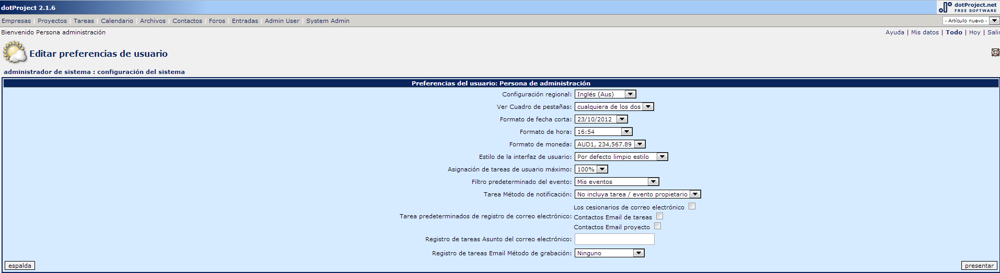 dotProject 2.1.6
dotProject.net
FREE SOFTWARE
Empresas | Proyectos | Tareas | Calendario | Archivos | Contactos | Foros | Entradas | Admin User | System Admin
- Artículo nuevo -
Bienvenido Persona administración
Ayuda | Mis datos | Todo | Hoy | Salir
Editar preferencias de usuario
administrador de sistema : configuración del sistema
Preferencias del usuario: Persona de administración
Configuración regional: Inglés (Aus)
Ver Cuadro de pestañas: cualquiera de los dos
Formato de fecha corta: 23/10/2012
Formato de hora: 16:54
Formato de moneda: AUD1, 234,567.89
Estilo de la interfaz de usuario: Por defecto limpio estilo
Asignación de tareas de usuario máximo: 100%
Filtro predeterminado del evento: Mis eventos
Tarea Método de notificación: No incluya tarea / evento propietario
Los cesionarios de correo electrónico
Tarea predeterminados de registro de correo electrónico: Contactos Email de tareas
Contactos Email proyecto
Registro de tareas Asunto del correo electrónico:
Registro de tareas Email Método de grabación: Ninguno
espalda
presentar